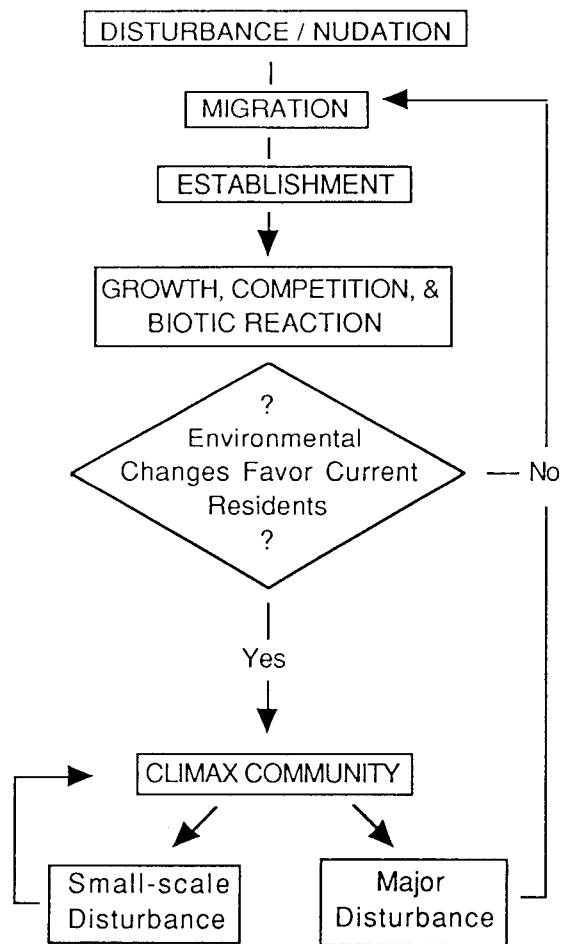 DISTURBANCE / NUDATION
MIGRATION
ESTABLISHMENT
GROWTH, COMPETITION, &
BIOTIC REACTION
?
Environmental
Changes Favor Current
Residents
?
No
Yes
CLIMAX COMMUNITY
Small-scale
Disturbance
Major
Disturbance